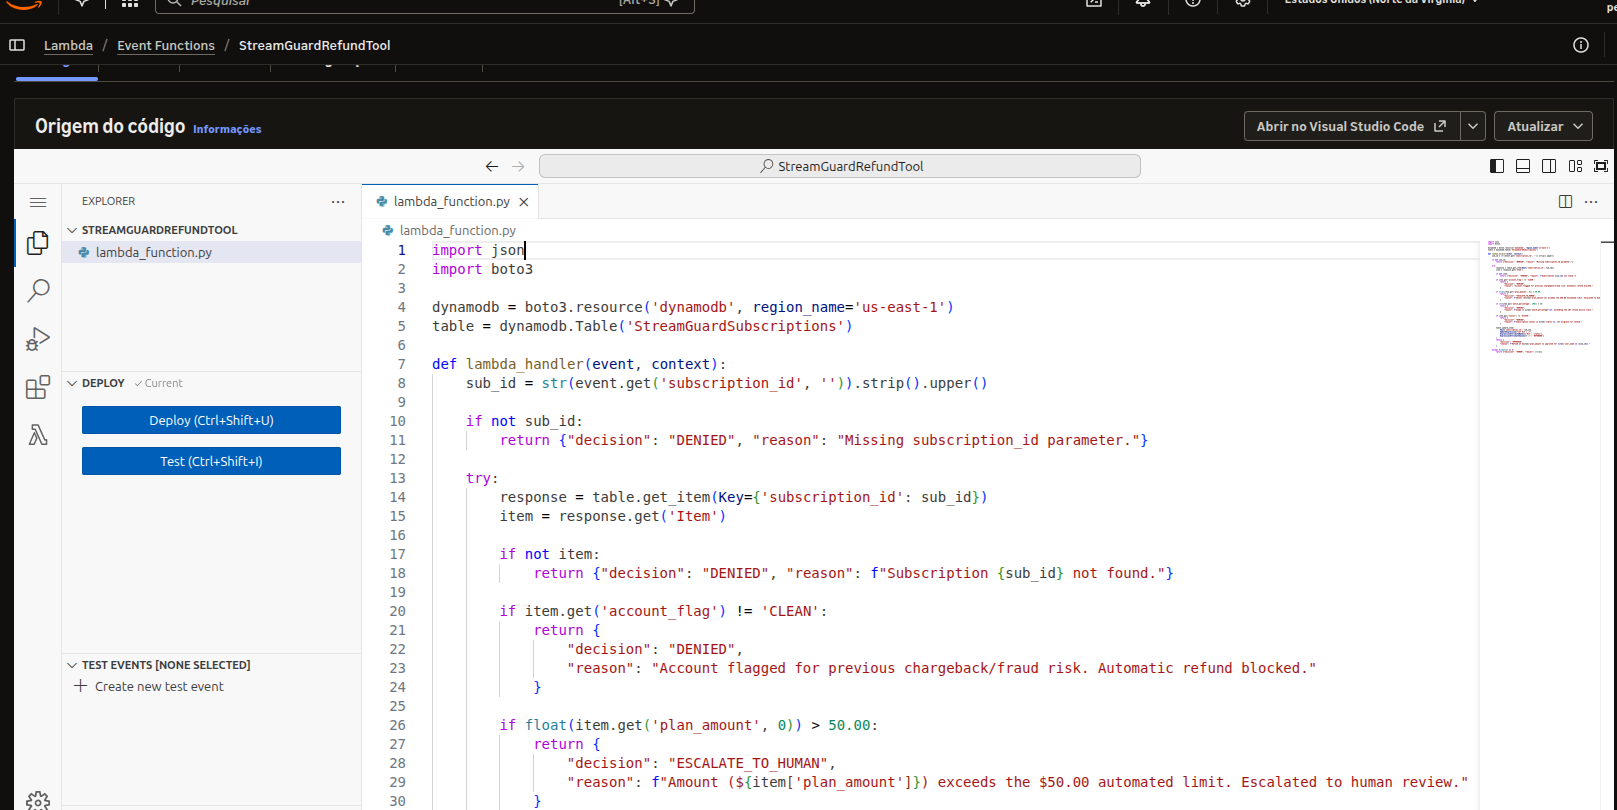 Pesquisar
[Alt+S]
Estados Unidos (Norte da Virgínia)
Lambda / Event Functions / StreamGuardRefundTool
Origem do código Informações
Abrir no Visual Studio Code
Atualizar
StreamGuardRefundTool
EXPLORER
STREAMGUARDREFUNDTOOL
lambda_function.py
DEPLOY Current
Deploy (Ctrl+Shift+U)
Test (Ctrl+Shift+I)
TEST EVENTS [NONE SELECTED]
Create new test event
lambda_function.py
lambda_function.py
1 import json
2 import boto3
3
4 dynamodb = boto3.resource('dynamodb', region_name='us-east-1')
5 table = dynamodb.Table('StreamGuardSubscriptions')
6
7 def lambda_handler(event, context):
8     sub_id = str(event.get('subscription_id', '')).strip().upper()
9
10     if not sub_id:
11         return {"decision": "DENIED", "reason": "Missing subscription_id parameter."}
12
13     try:
14         response = table.get_item(Key={'subscription_id': sub_id})
15         item = response.get('Item')
16
17         if not item:
18             return {"decision": "DENIED", "reason": f"Subscription {sub_id} not found."}
19
20         if item.get('account_flag') != 'CLEAN':
21             return {
22                 "decision": "DENIED",
23                 "reason": "Account flagged for previous chargeback/fraud risk. Automatic refund blocked."
24             }
25
26         if float(item.get('plan_amount', 0)) > 50.00:
27             return {
28                 "decision": "ESCALATE_TO_HUMAN",
29                 "reason": f"Amount (${item['plan_amount']}) exceeds the $50.00 automated limit. Escalated to human review."
30             }